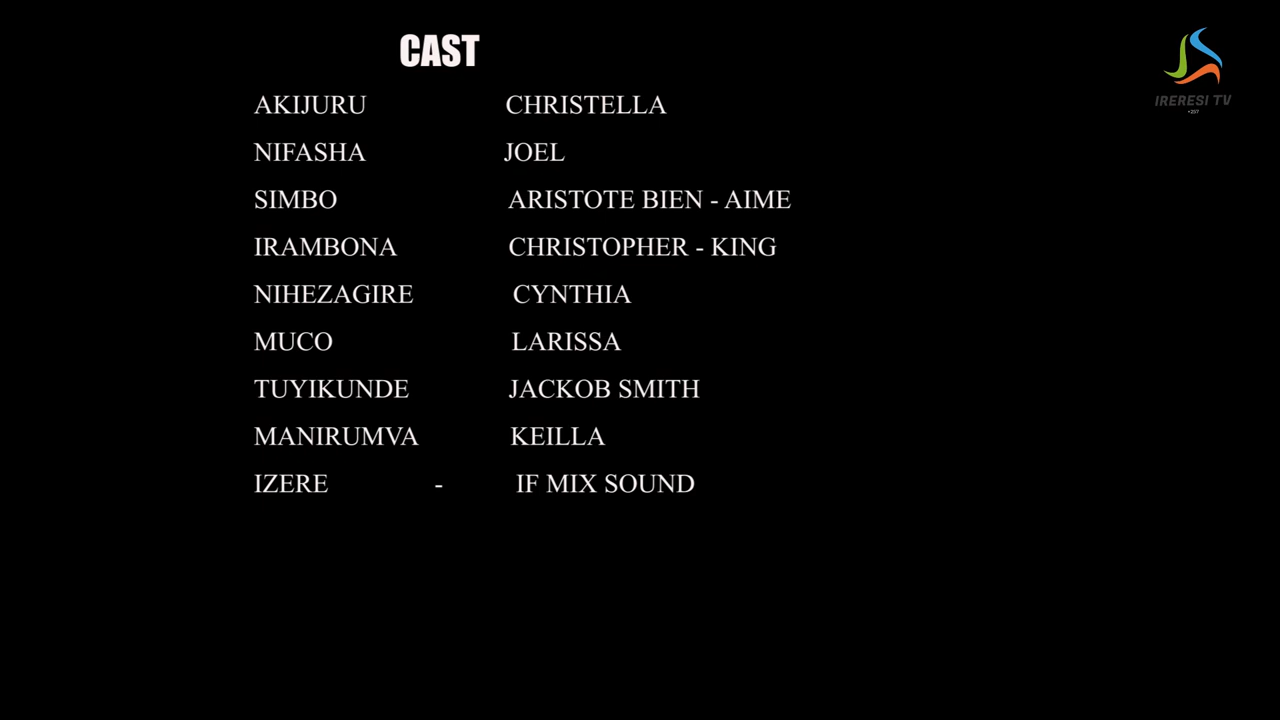 CAST
IRERESI TV
AKIJURU CHRISTELLA
NIFASHA JOEL
SIMBO ARISTOTE BIEN - AIME
IRAMBONA CHRISTOPHER - KING
NIHEZAGIRE CYNTHIA
MUCO LARISSA
TUYIKUNDE JACKOB SMITH
MANIRUMVA KEILLA
IZERE - IF MIX SOUND